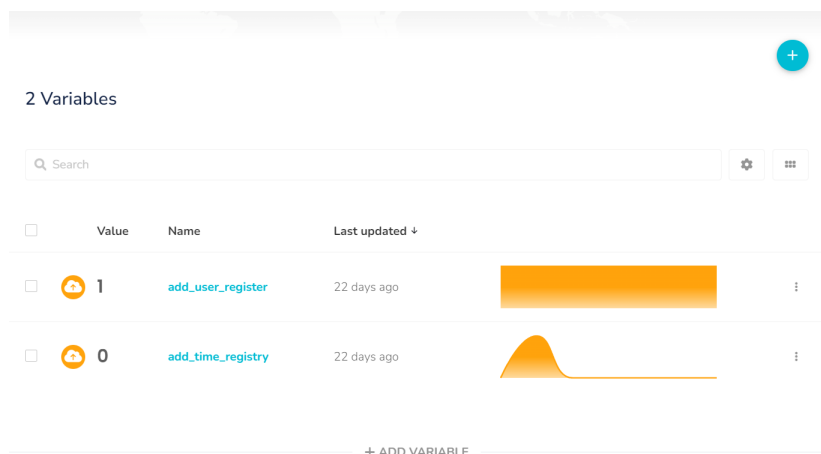 2 Variables
Search
Value Name Last updated ↓
1 add_user_register 22 days ago
0 add_time_registry 22 days ago
+ ADD VARIABLE